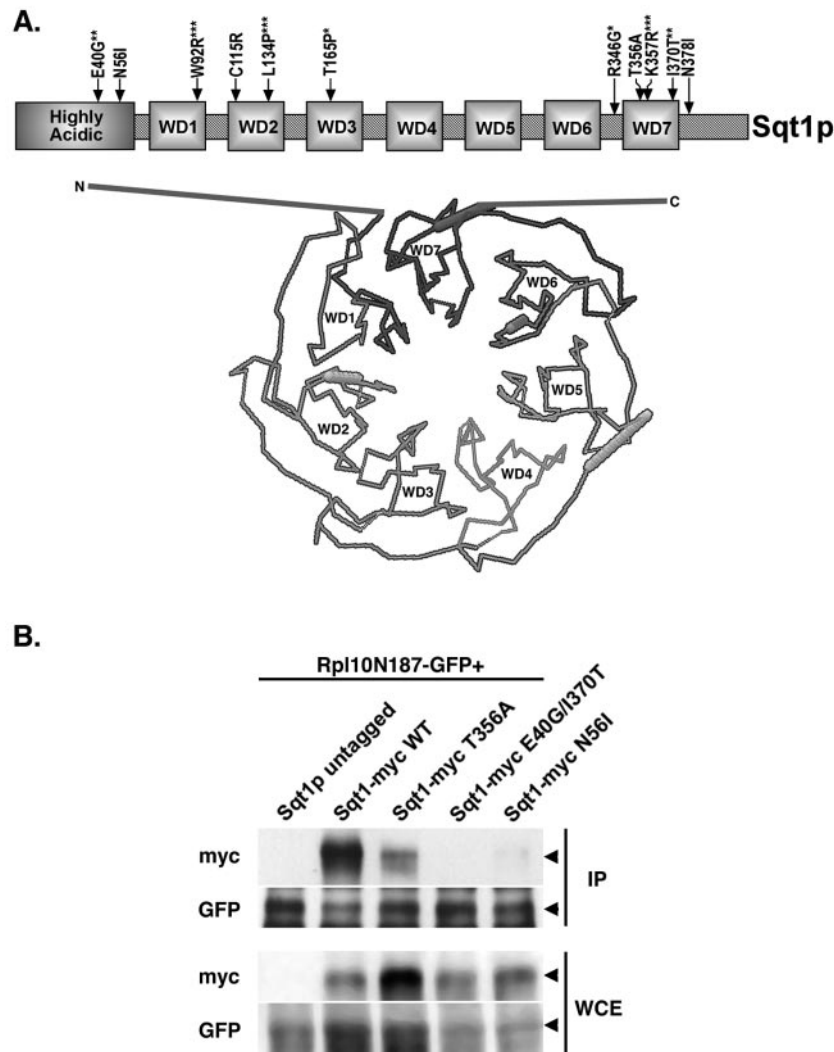 A.
E40G**
N56I
W92R***
C115R
L134P***
T165P*
R346G*
T356A
K357R***
I370T**
N378I
Highly Acidic
WD1
WD2
WD3
WD4
WD5
WD6
WD7
Sqt1p
N
C
WD7
WD6
WD1
WD5
WD2
WD4
WD3
B.
Rpl10N187-GFP+
Sqt1p untagged
Sqt1-myc WT
Sqt1-myc T356A
Sqt1-myc E40G/I370T
Sqt1-myc N56I
myc
GFP
IP
myc
GFP
WCE